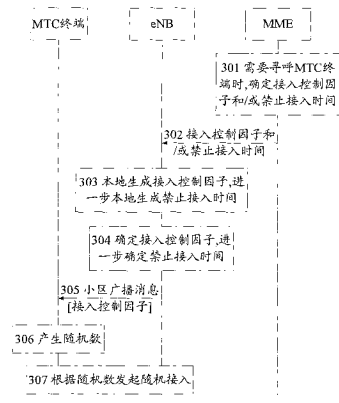 MTC终端
eNB
MME
301 需要寻呼MTC终
端时,确定接入控制因
子和/或禁止接入时间
302 接入控制因子和
/或禁止接入时间
303 本地生成接入控制因子,进
一步本地生成禁止接入时间
304 确定接入控制因子,进
一步确定禁止接入时间
305 小区广播消息
[接入控制因子]
306 产生随机数
307 根据随机数发起随机接入